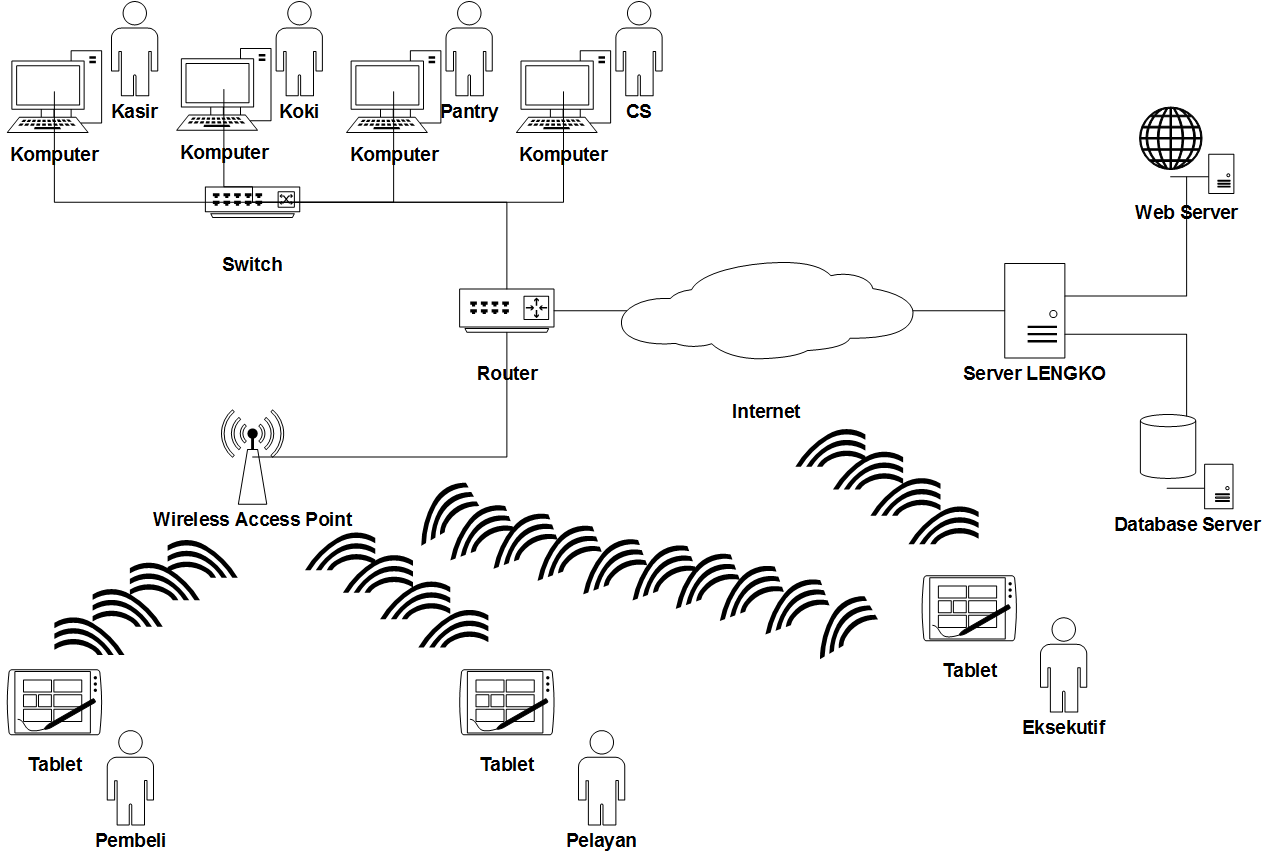 Kasir
Koki
Pantry
CS
Komputer
Komputer
Komputer
Komputer
Web Server
Switch
Router
Server LENGKO
Internet
Wireless Access Point
Database Server
Tablet
Eksekutif
Tablet
Tablet
Pembeli
Pelayan